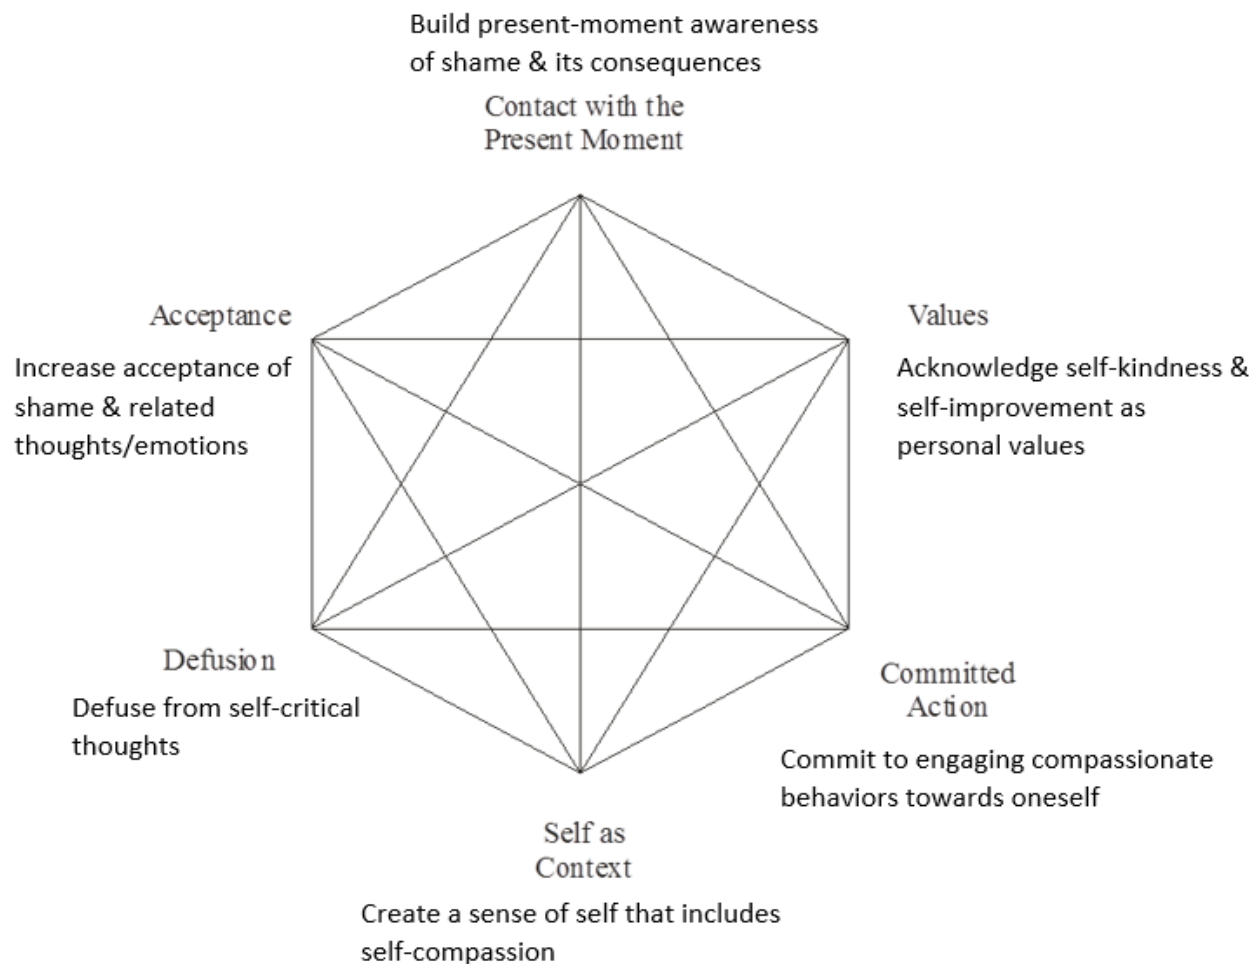 Build present-moment awareness
of shame & its consequences
Contact with the
Present Moment
Acceptance
Increase acceptance of
shame & related
thoughts/emotions
Values
Acknowledge self-kindness &
self-improvement as
personal values
Defusion
Defuse from self-critical
thoughts
Committed
Action
Commit to engaging compassionate
behaviors towards oneself
Self as
Context
Create a sense of self that includes
self-compassion